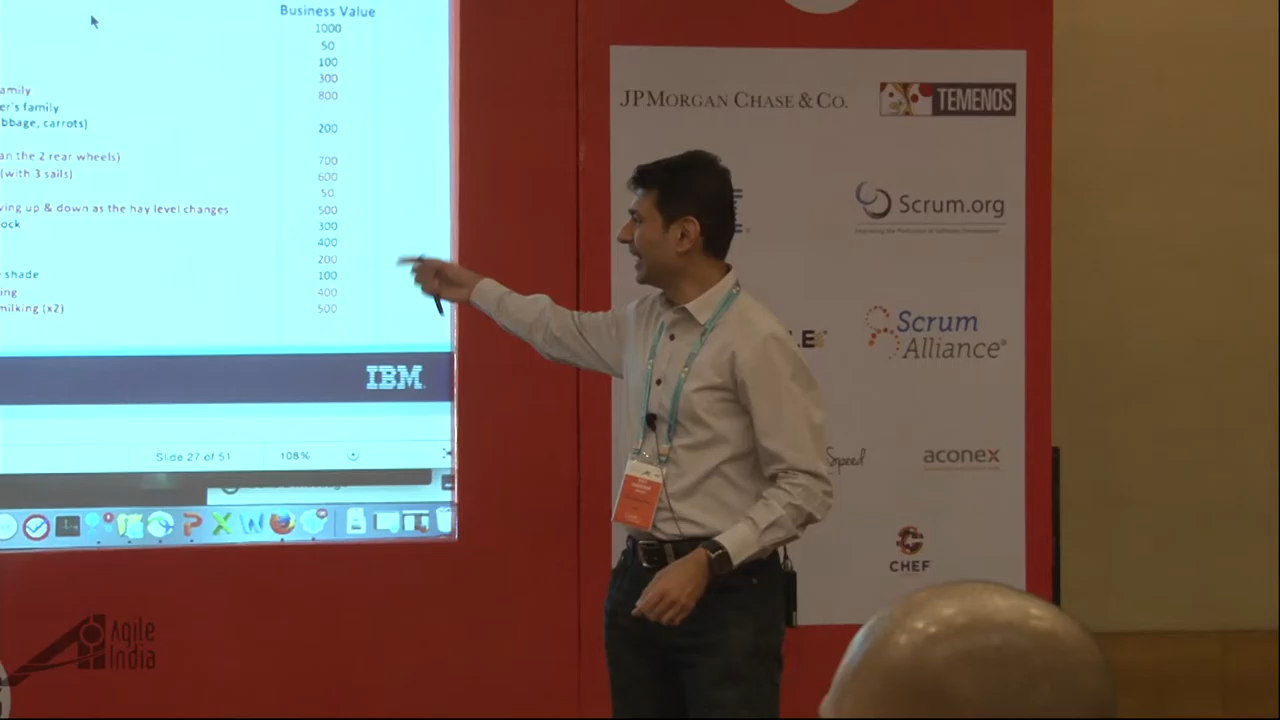 Business Value
1000
50
100
300
amily 800
er's family
bbage, carrots) 200
an the 2 rear wheels) 700
(with 3 sails) 600
50
ving up & down as the hay level changes 500
ock 300
400
200
shade 100
ing 400
milking (x2) 500
IBM
Slide 27 of 51 108%
JPMORGAN CHASE & CO.
TEMENOS
Scrum.org
LE
Scrum
Alliance®
Speed
aconex
CHEF
Agile
India